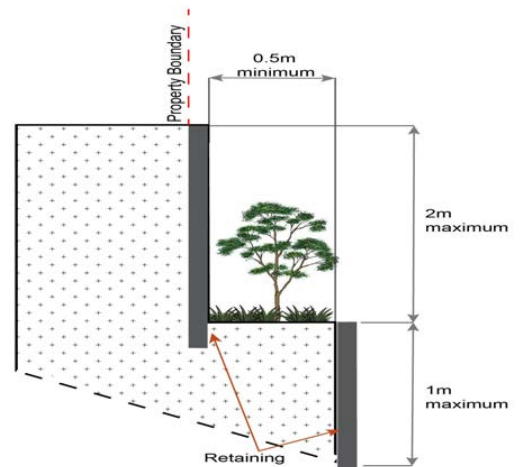 Property Boundary
0.5m
minimum
2m
maximum
1m
maximum
Retaining